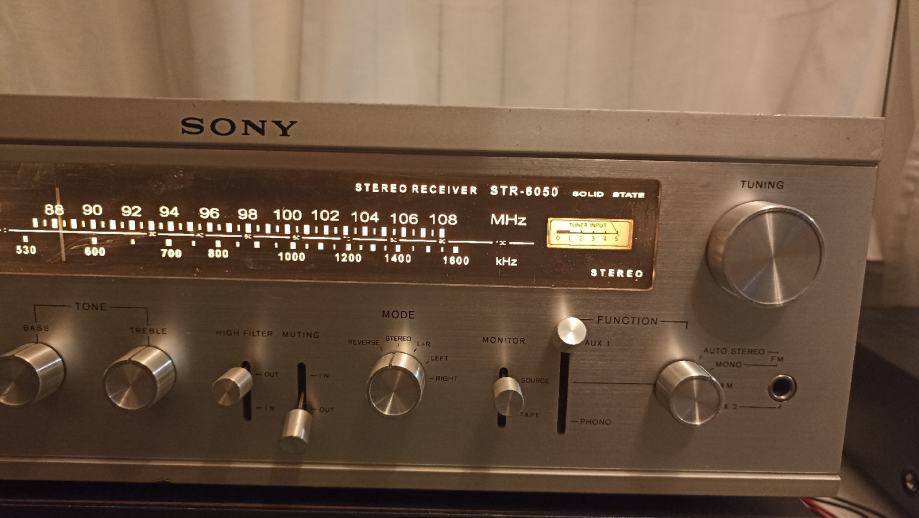 SONY
STEREO RECEIVER STR-6050 SOLID STATE
88 90 92 94 96 98 100 102 104 106 108 MHz
530 600 700 800 1000 1200 1400 1600 kHz
TUNER INPUT
0 1 2 3 4 5
STEREO
TUNING
TONE
BASS TREBLE
HIGH FILTER
OUT
IN
MUTING
IN
OUT
MODE
REVERSE STEREO L+R
LEFT
RIGHT
MONITOR
SOURCE
TAPE
FUNCTION
AUX 1
PHONO
AUTO STEREO
MONO
FM